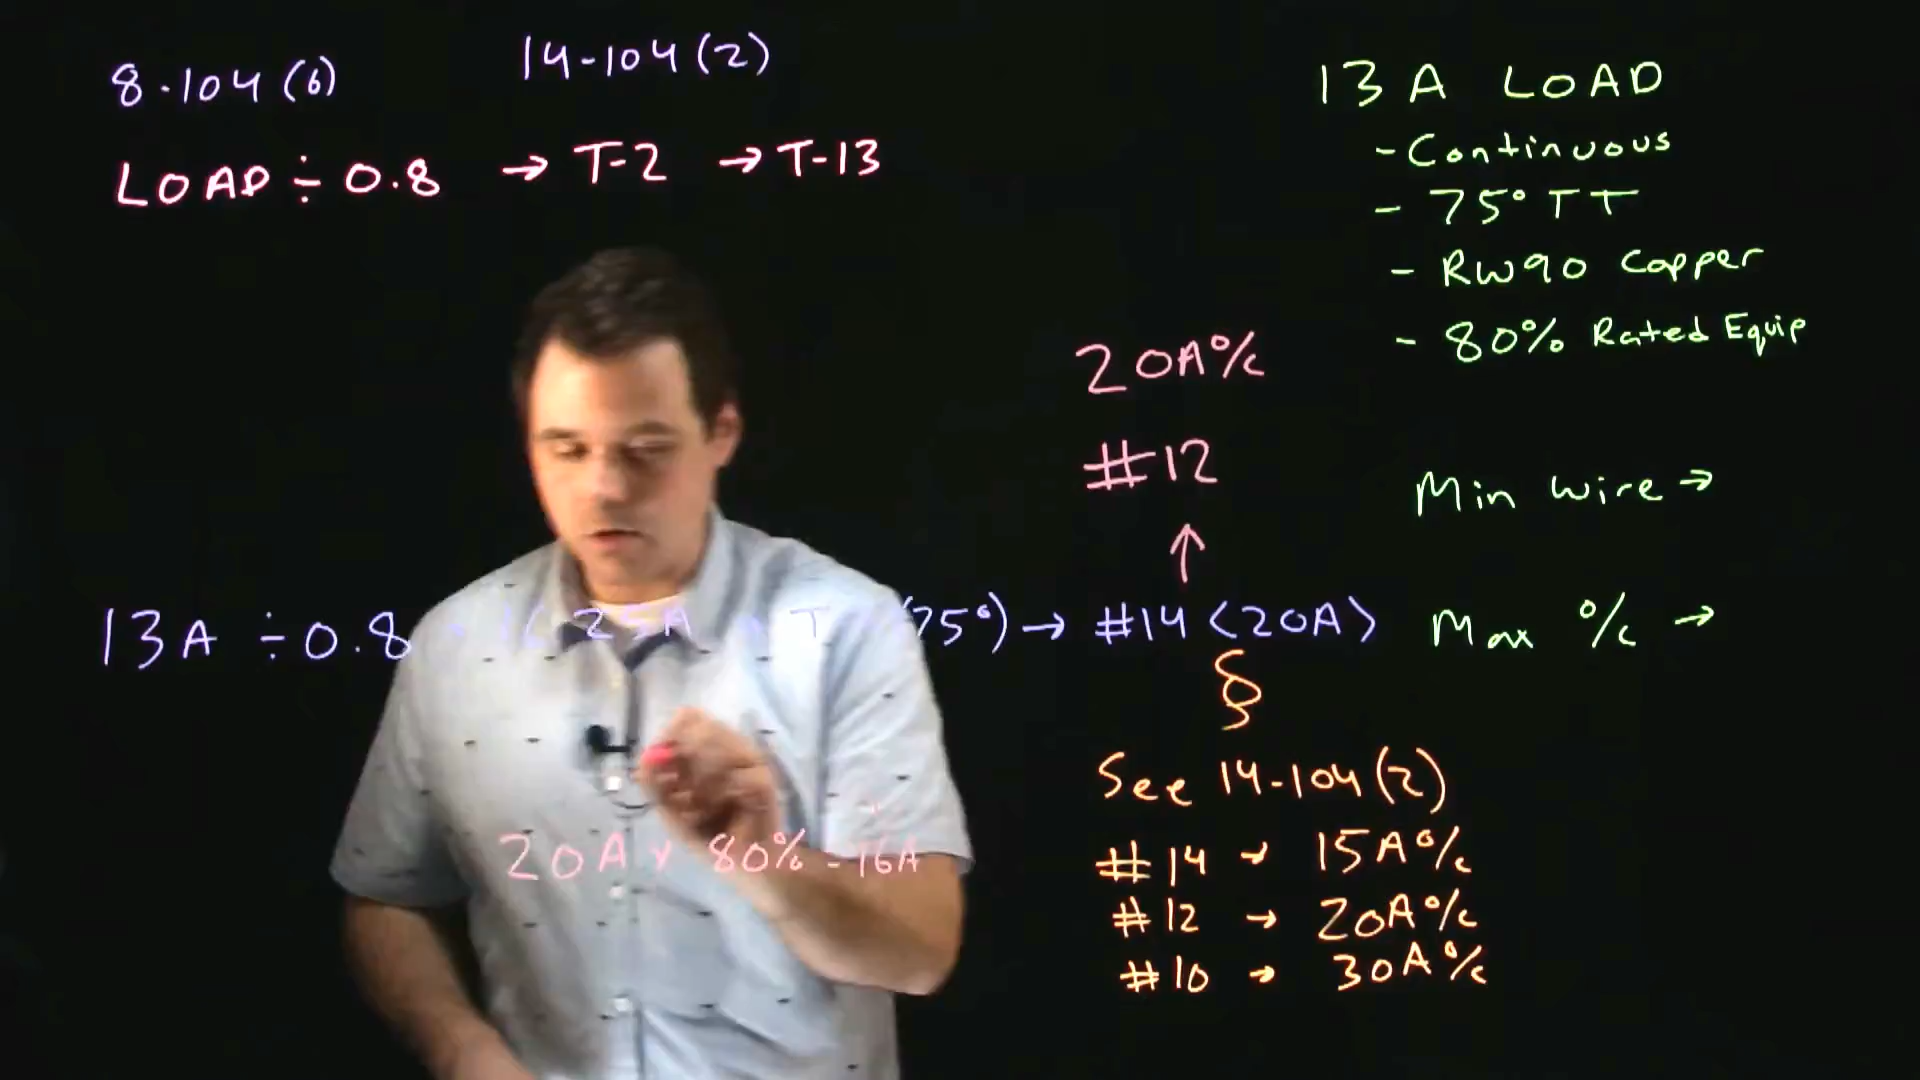 8-104(6)
14-104(2)
LOAD ÷ 0.8 → T-2 → T-13
13 A LOAD
- Continuous
- 75° TT
- RW90 Copper
- 80% Rated Equip
20A o/c
#12
↑
Min Wire →
13A ÷ 0.8 16.25A T (75°) → #14 <20A>
Max o/c →
See 14-104(2)
#14 → 15A o/c
#12 → 20A o/c
#10 → 30A o/c
20A x 80% = 16A